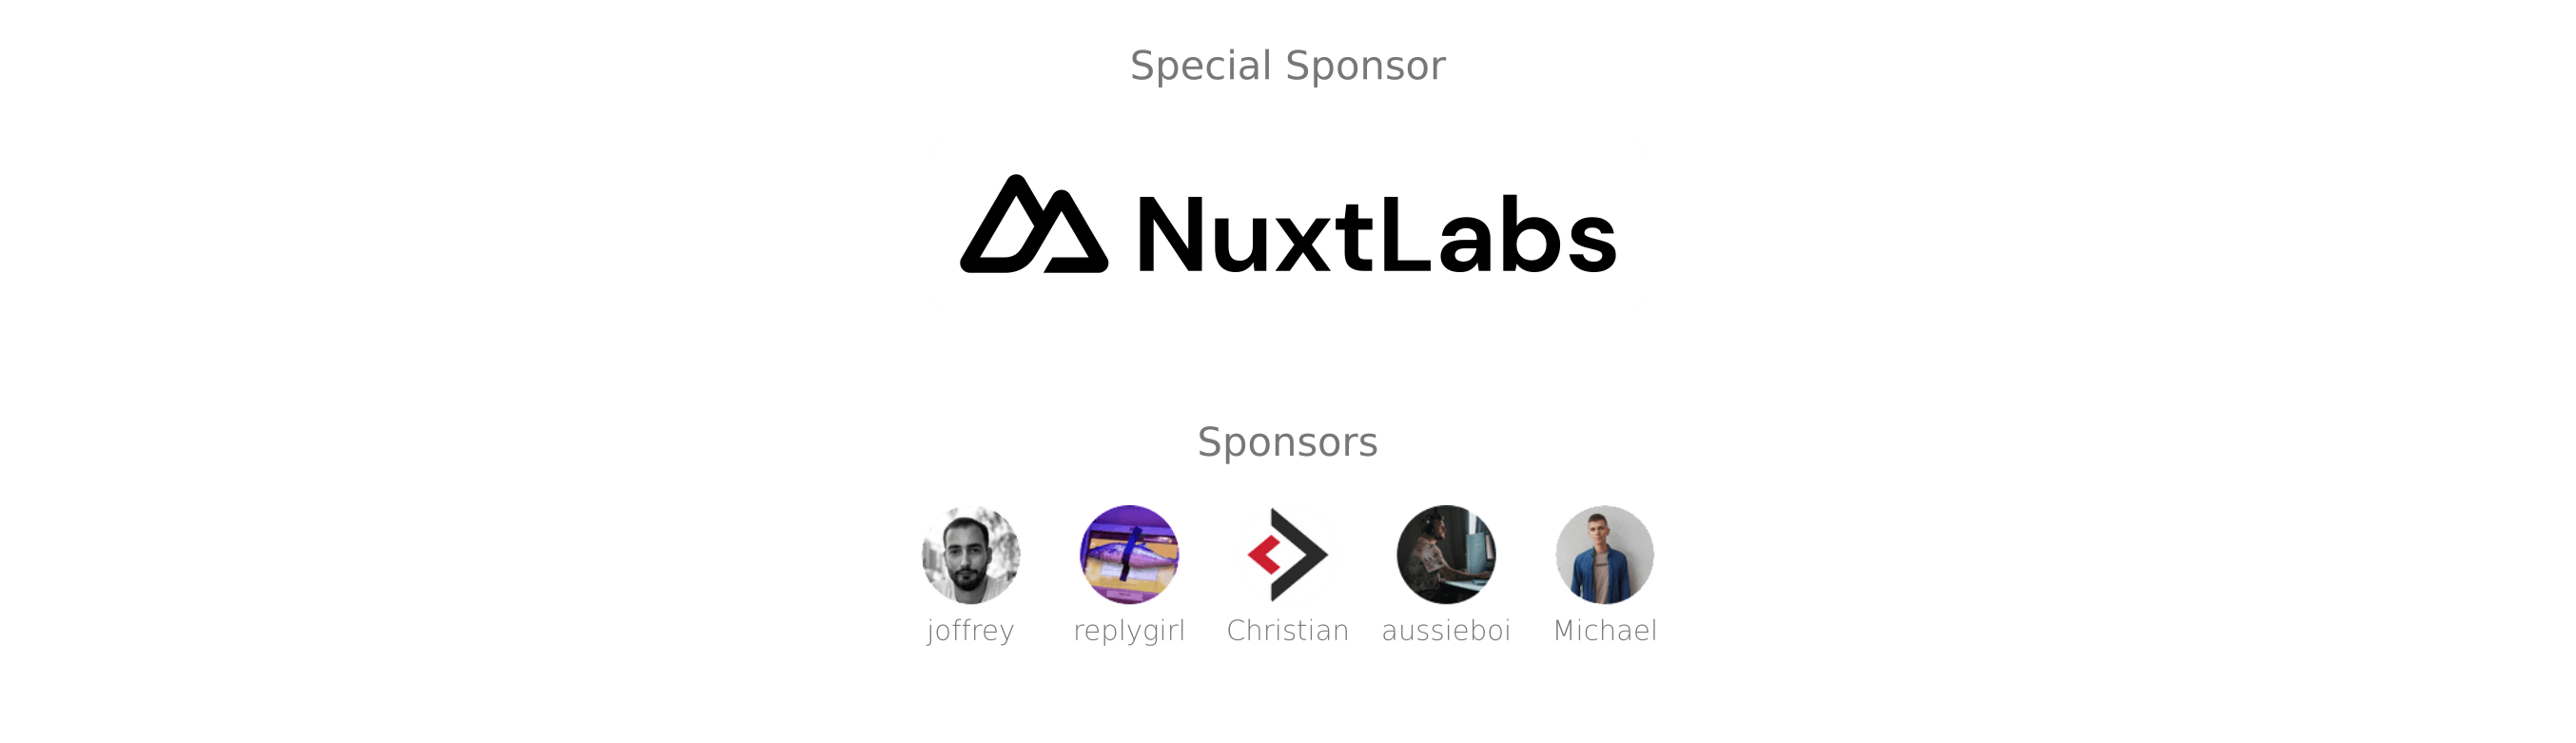 Special Sponsor
NuxtLabs
Sponsors
joffrey replygirl Christian aussieboi Michael